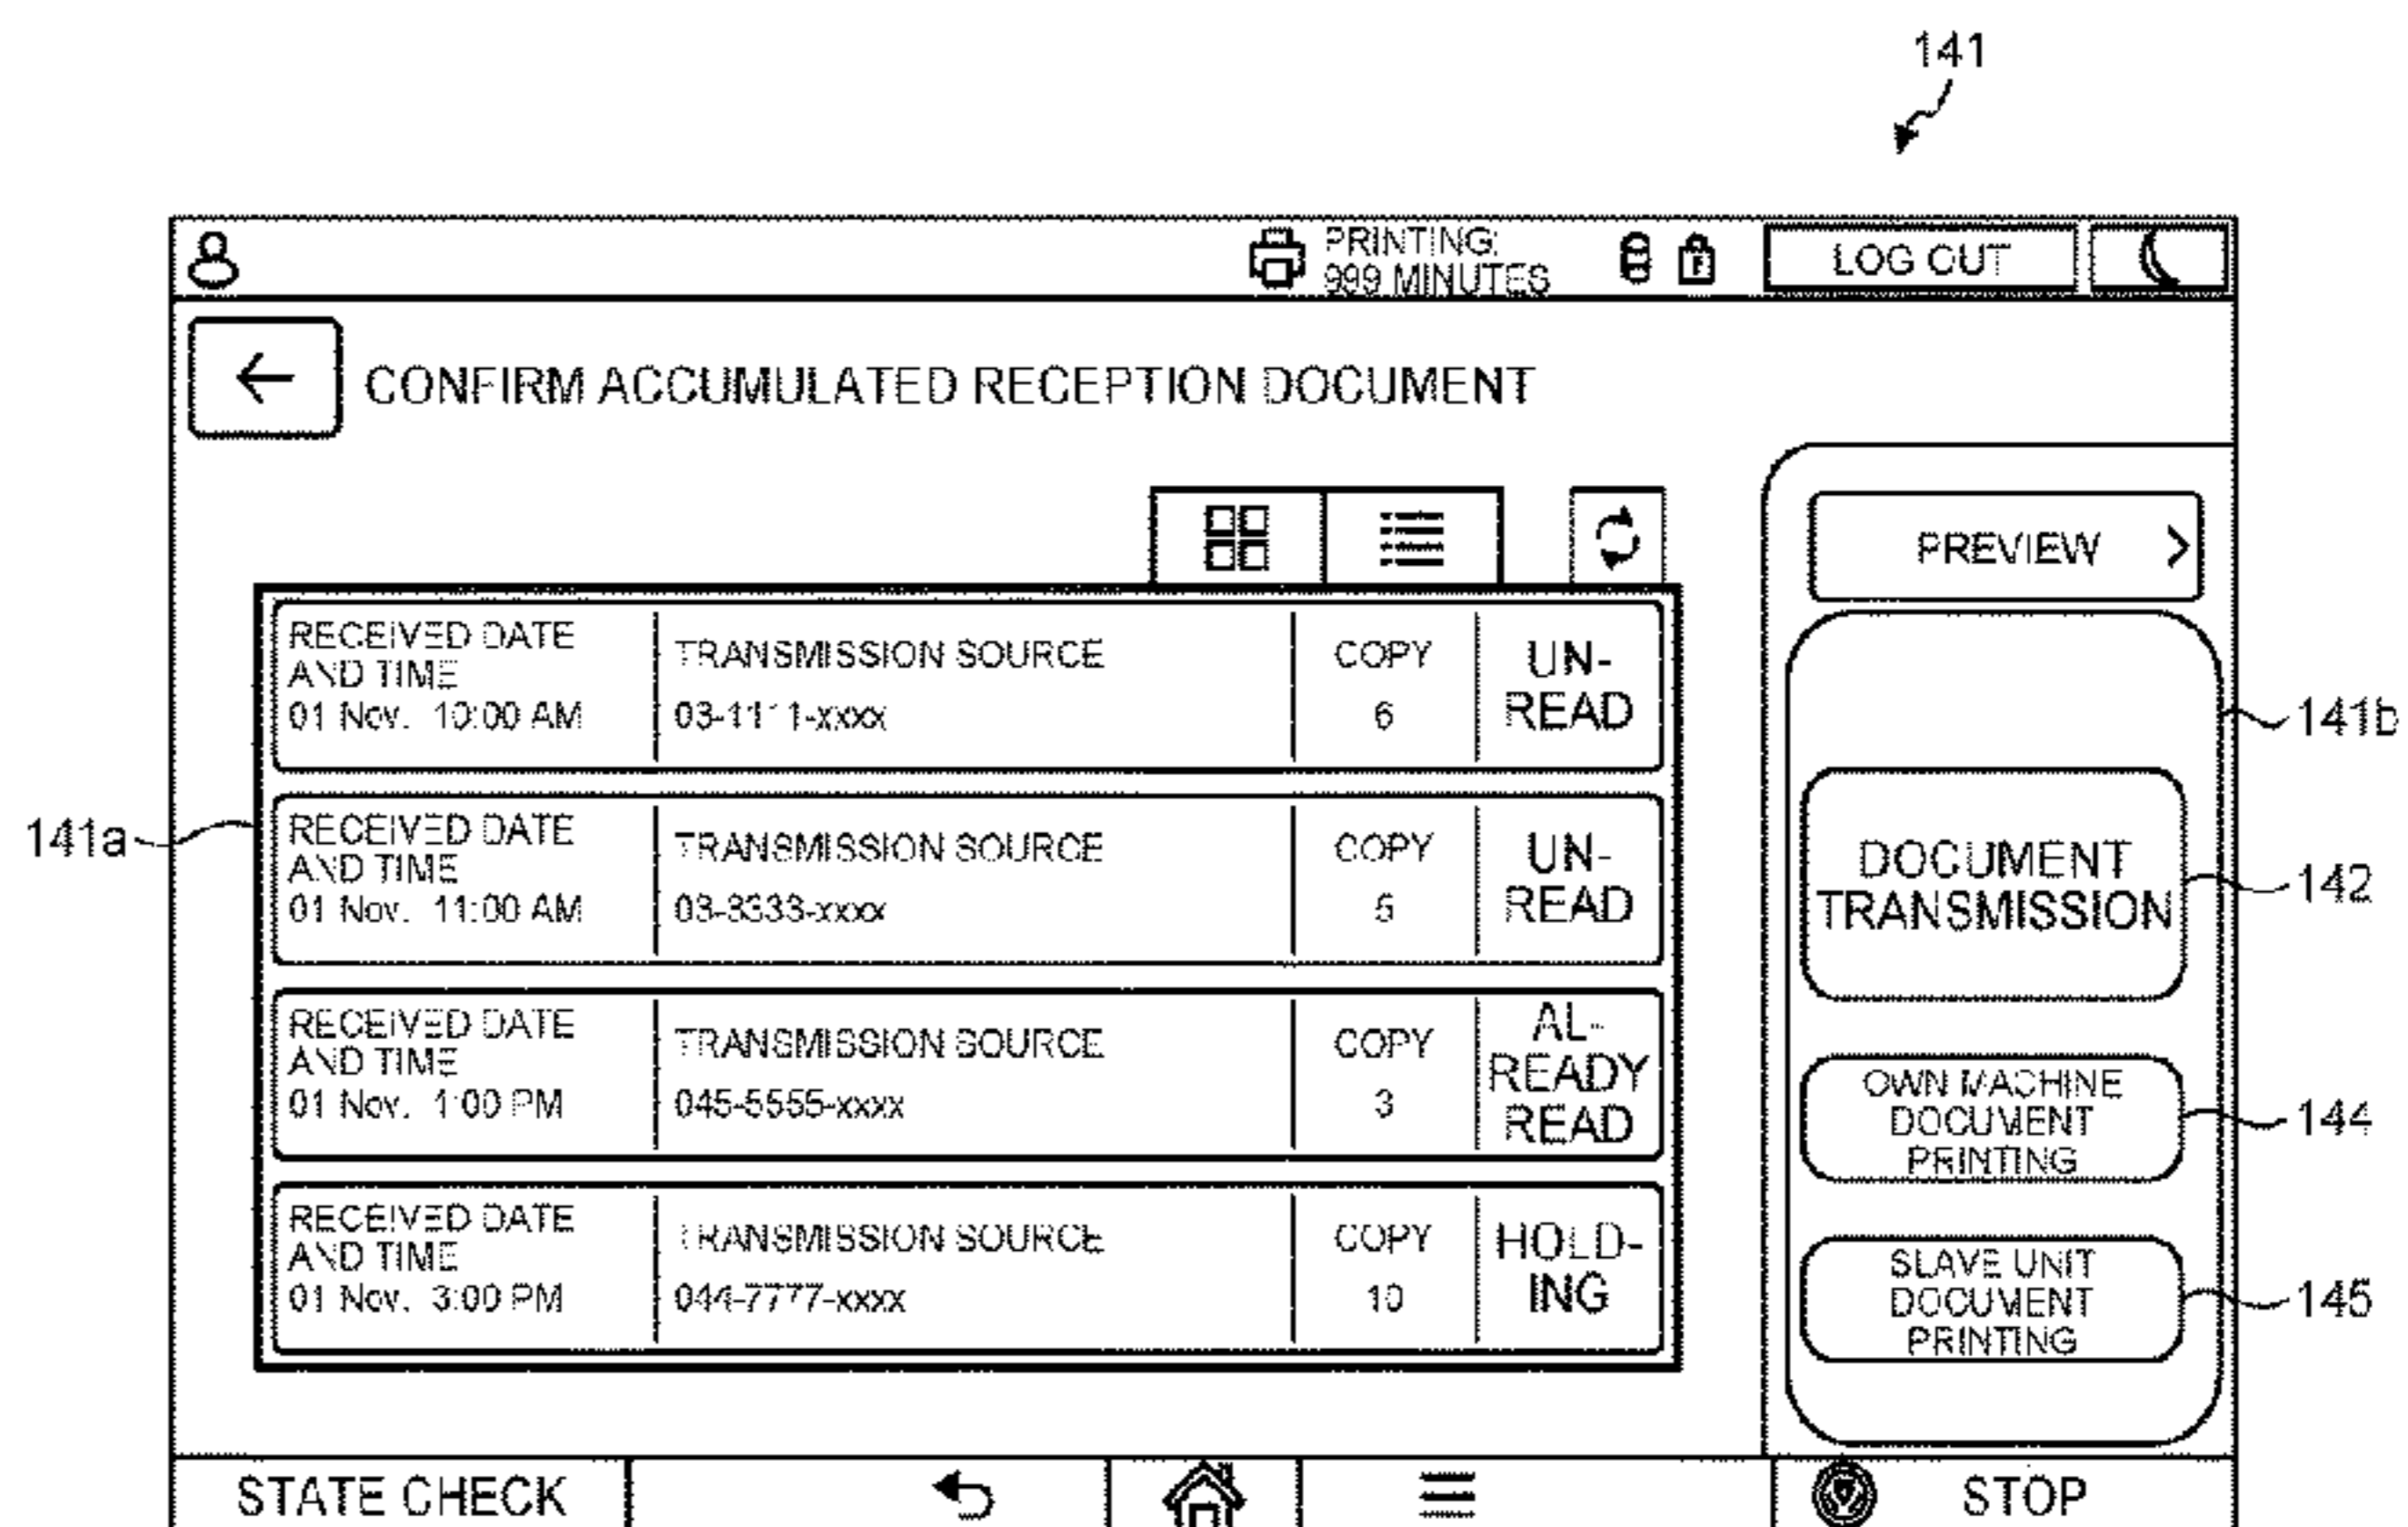 141
PRINTING:
999 MINUTES
LOG OUT
← CONFIRM ACCUMULATED RECEPTION DOCUMENT
PREVIEW >
RECEIVED DATE
AND TIME
01 Nov. 10:00 AM
TRANSMISSION SOURCE
03-1111-xxxx
COPY
6
UN-
READ
RECEIVED DATE
AND TIME
01 Nov. 11:00 AM
TRANSMISSION SOURCE
03-3333-xxxx
COPY
5
UN-
READ
RECEIVED DATE
AND TIME
01 Nov. 1:00 PM
TRANSMISSION SOURCE
045-5555-xxxx
COPY
3
AL-
READY
READ
RECEIVED DATE
AND TIME
01 Nov. 3:00 PM
TRANSMISSION SOURCE
044-7777-xxxx
COPY
10
HOLD-
ING
141a
141b
DOCUMENT
TRANSMISSION
142
OWN MACHINE
DOCUMENT
PRINTING
144
SLAVE UNIT
DOCUMENT
PRINTING
145
STATE CHECK
STOP